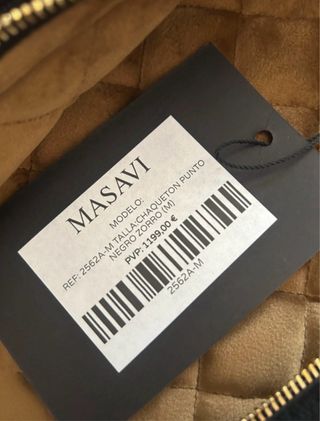 MASAVI
MODELO:
REF: 2562A-M TALLA:CHAQUETON PUNTO
NEGRO ZORRO (M)
PVP: 1199,00 €
2562A-M